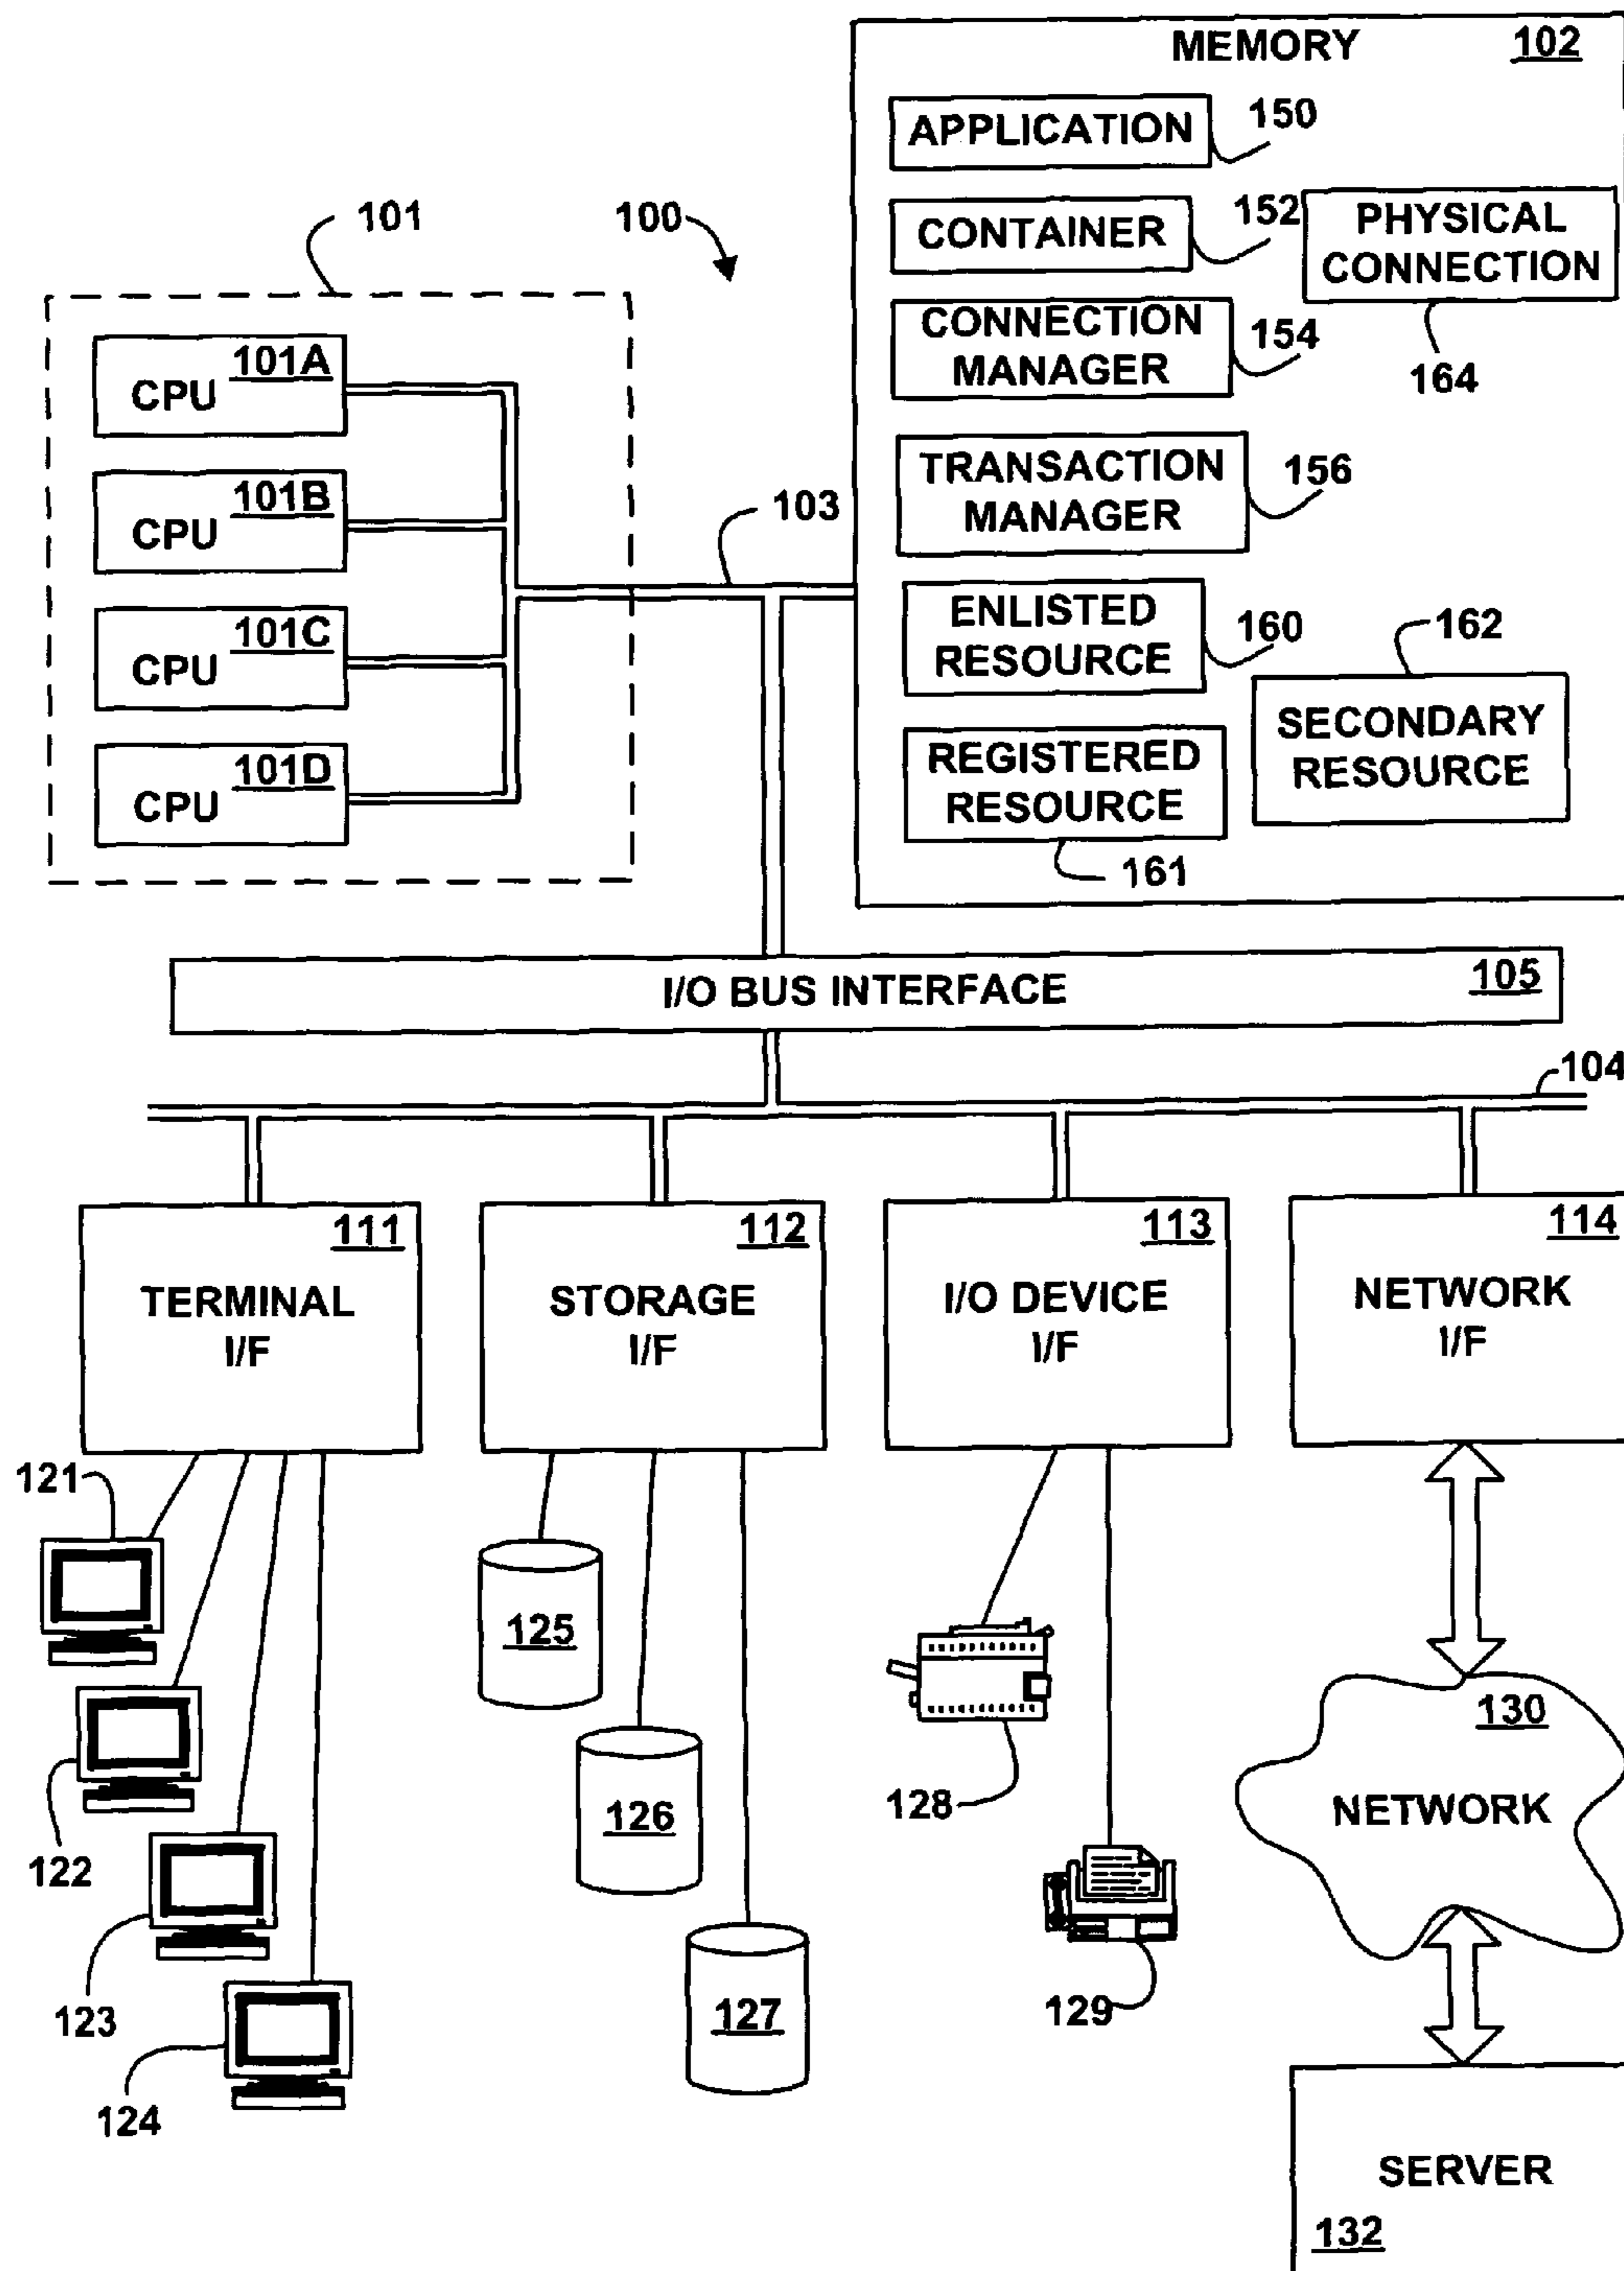 MEMORY 102
APPLICATION 150
CONTAINER 152
PHYSICAL
CONNECTION
164
CONNECTION
MANAGER
154
TRANSACTION
MANAGER
156
ENLISTED
RESOURCE
160
162
SECONDARY
RESOURCE
REGISTERED
RESOURCE
161
101
100
101A
CPU
101B
CPU
101C
CPU
101D
CPU
103
I/O BUS INTERFACE 105
104
111
TERMINAL
I/F
112
STORAGE
I/F
113
I/O DEVICE
I/F
114
NETWORK
I/F
121
122
123
124
125
126
127
128
129
130
NETWORK
SERVER
132